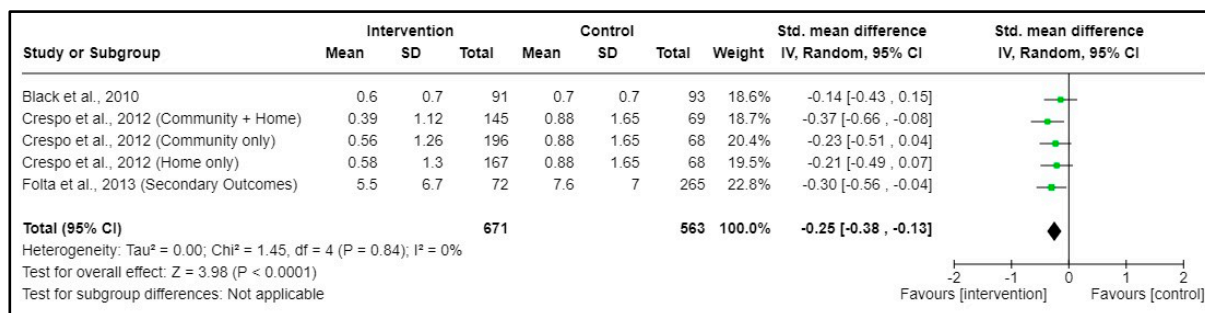 Intervention Control Std. mean difference Std. mean difference
Study or Subgroup Mean SD Total Mean SD Total Weight IV, Random, 95% CI IV, Random, 95% CI
Black et al., 2010 0.6 0.7 91 0.7 0.7 93 18.6% -0.14 [-0.43 , 0.15]
Crespo et al., 2012 (Community + Home) 0.39 1.12 145 0.88 1.65 69 18.7% -0.37 [-0.66 , -0.08]
Crespo et al., 2012 (Community only) 0.56 1.26 196 0.88 1.65 68 20.4% -0.23 [-0.51 , 0.04]
Crespo et al., 2012 (Home only) 0.58 1.3 167 0.88 1.65 68 19.5% -0.21 [-0.49 , 0.07]
Folta et al., 2013 (Secondary Outcomes) 5.5 6.7 72 7.6 7 265 22.8% -0.30 [-0.56 , -0.04]
Total (95% CI) 671 563 100.0% -0.25 [-0.38 , -0.13]
Heterogeneity: Tau² = 0.00; Chi² = 1.45, df = 4 (P = 0.84); I² = 0%
Test for overall effect: Z = 3.98 (P < 0.0001)
Test for subgroup differences: Not applicable
-2 -1 0 1 2
Favours [intervention] Favours [control]